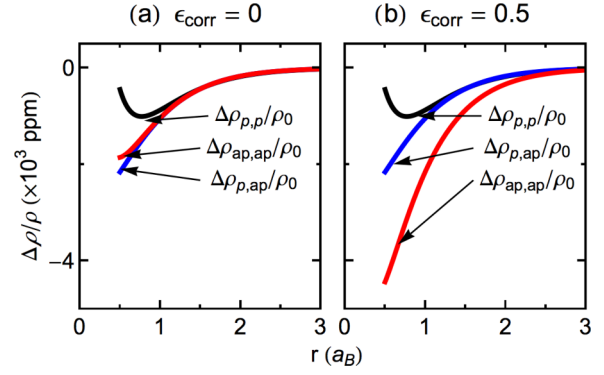 (a) ϵcorr = 0
(b) ϵcorr = 0.5
Δρ/ρ (×10³ ppm)
0
−4
Δρp,p/ρ0
Δρap,ap/ρ0
Δρp,ap/ρ0
Δρp,p/ρ0
Δρp,ap/ρ0
Δρap,ap/ρ0
0 1 2 3 0 1 2 3
r (aB)